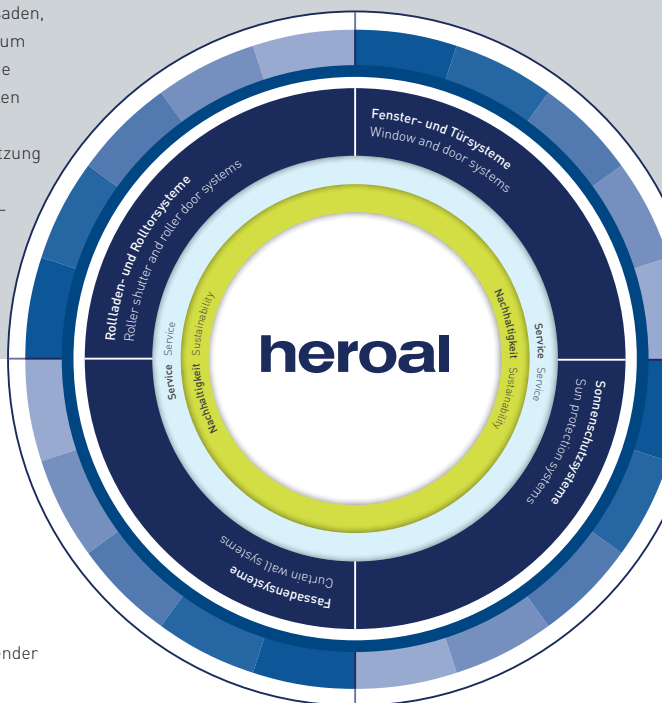 aden,
um
e
en
tzung
–
ender
Fenster- und Türsysteme
Window and door systems
Rollladen- und Rolltorsysteme
Roller shutter and roller door systems
Sonnenschutzsysteme
Sun protection systems
Fassadensysteme
Curtain wall systems
Service Service
Nachhaltigkeit Sustainability
Nachhaltigkeit Sustainability
Service Service
heroal